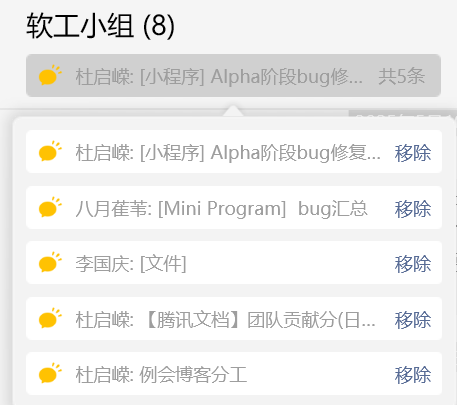 软工小组 (8)
杜启嵘: [小程序] Alpha阶段bug修... 共5条
杜启嵘: [小程序] Alpha阶段bug修复... 移除
八月萑苇: [Mini Program] bug汇总 移除
李国庆: [文件] 移除
杜启嵘: 【腾讯文档】团队贡献分(日... 移除
杜启嵘: 例会博客分工 移除